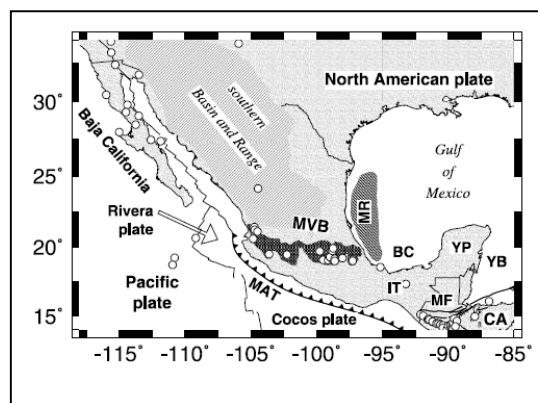 North American plate
30°
southern
Basin and Range
Gulf
of
Mexico
Baja California
25°
Rivera
plate
MVB
MR
20°
BC
YP
YB
Pacific
plate
MAT
IT
MF
15°
Cocos plate
CA
-115° -110° -105° -100° -95° -90° -85°